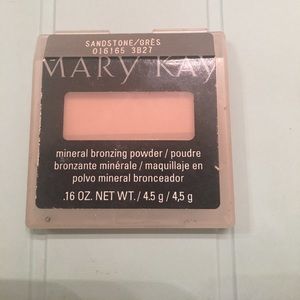 SANDSTONE/GRÈS
016165 3B27
MARY KAY
mineral bronzing powder / poudre
bronzante minérale / maquillaje en
polvo mineral bronceador
.16 OZ. NET WT. / 4.5 g / 4,5 g